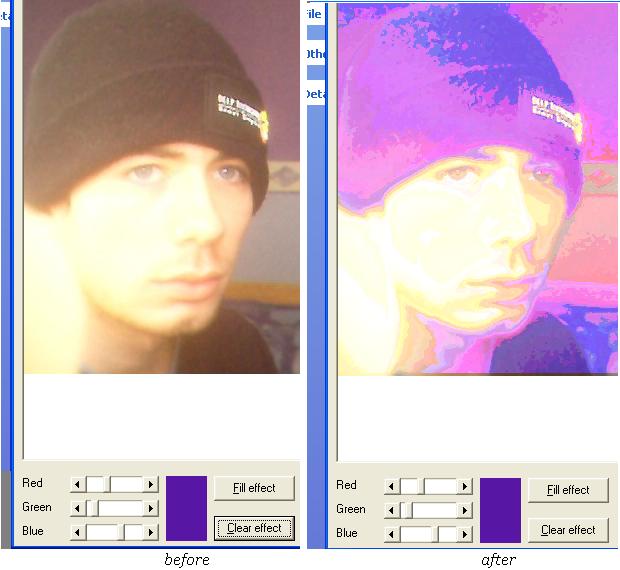 File
Othe
Deta
Red
Green
Blue
Fill effect
Clear effect
before
Red
Green
Blue
Fill effect
Clear effect
after